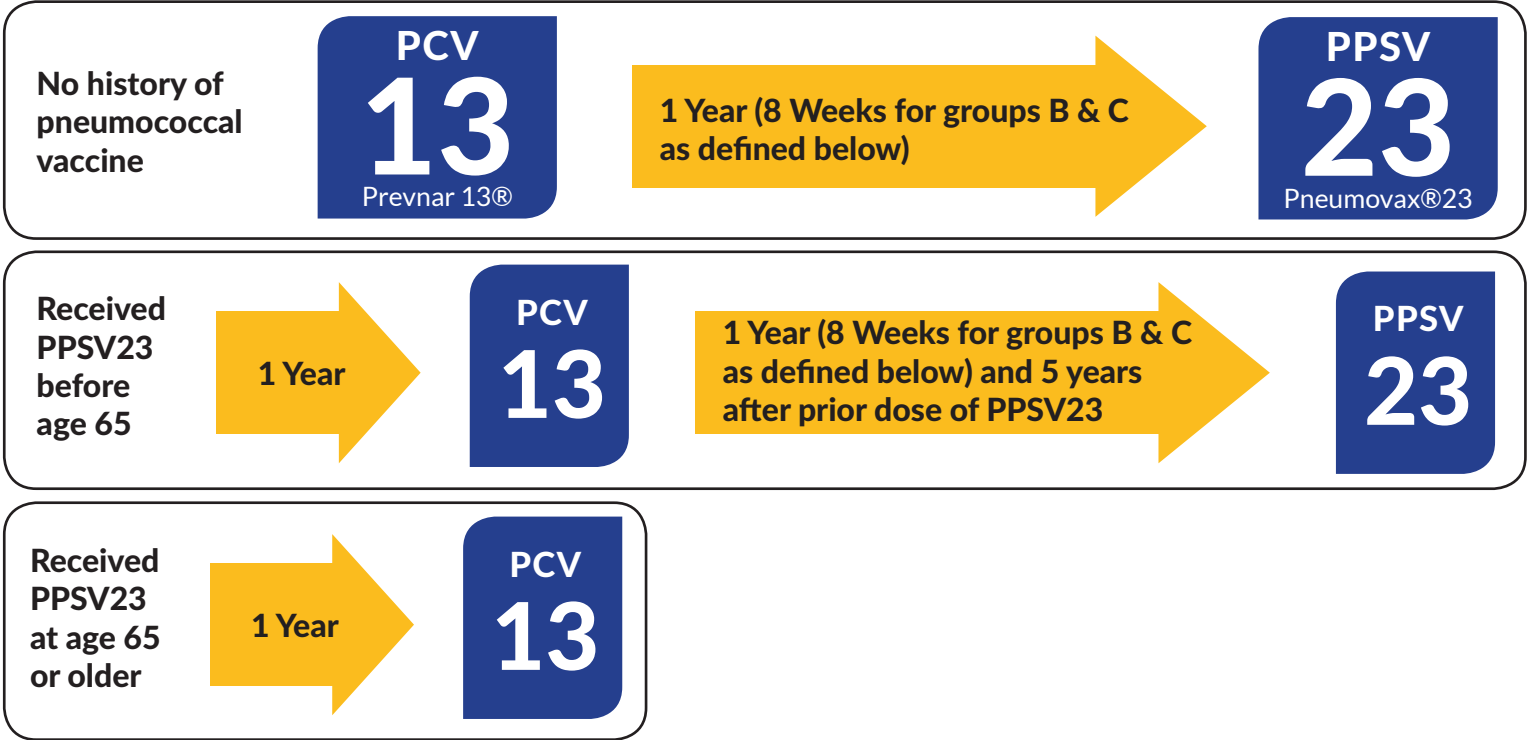 No history of
pneumococcal
vaccine
PCV
13
Prevnar 13®
1 Year (8 Weeks for groups B & C
as defined below)
PPSV
23
Pneumovax®23
Received
PPSV23
before
age 65
1 Year
PCV
13
1 Year (8 Weeks for groups B & C
as defined below) and 5 years
after prior dose of PPSV23
PPSV
23
Received
PPSV23
at age 65
or older
1 Year
PCV
13